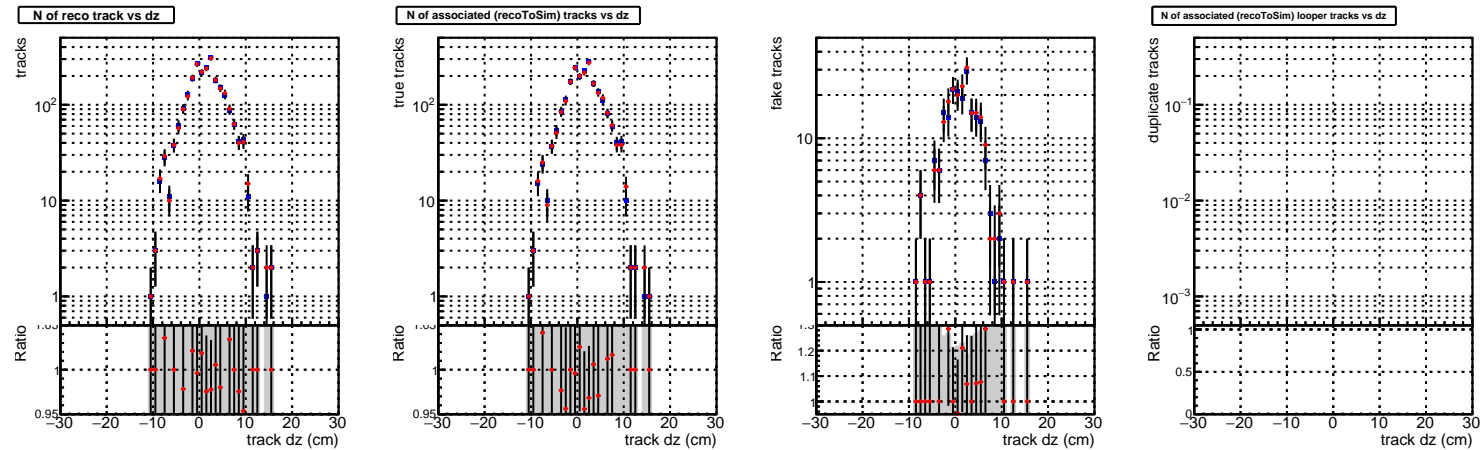 N of reco track vs dz
tracks
10²
10
1
Ratio
1.05
1
0.95
−30 −20 −10 0 10 20 30
track dz (cm)
N of associated (recoToSim) tracks vs dz
true tracks
10²
10
1
Ratio
1
0.95
−30 −20 −10 0 10 20 30
track dz (cm)
fake tracks
10
1
Ratio
1.3
1.2
1.1
1
−30 −20 −10 0 10 20 30
track dz (cm)
N of associated (recoToSim) looper tracks vs dz
duplicate tracks
10⁻¹
10⁻²
10⁻³
Ratio
1
0.5
0
−30 −20 −10 0 10 20 30
track dz (cm)